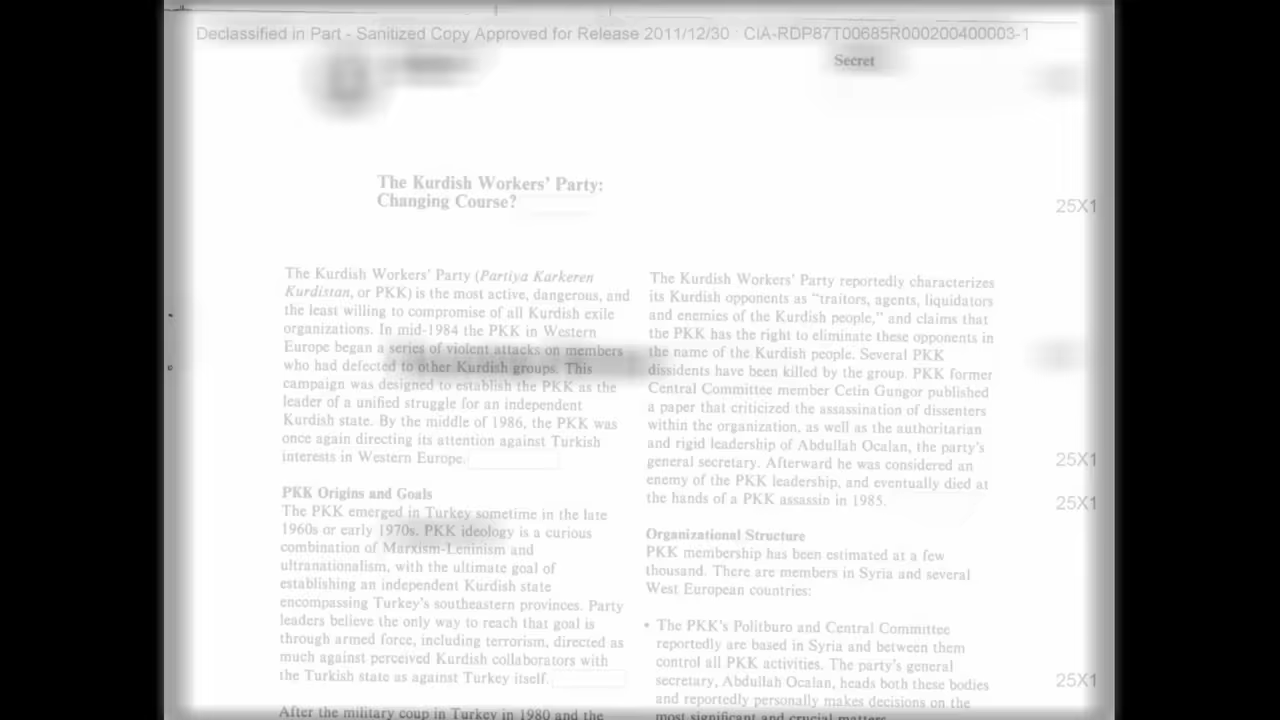 Declassified in Part - Sanitized Copy Approved for Release 2011/12/30 : CIA-RDP87T00685R000200400003-1
Secret
The Kurdish Workers' Party:
Changing Course?
25X1
The Kurdish Workers' Party (Partiya Karkeren
Kurdistan, or PKK) is the most active, dangerous, and
the least willing to compromise of all Kurdish exile
organizations. In mid-1984 the PKK in Western
Europe began a series of violent attacks on members
who had defected to other Kurdish groups. This
campaign was designed to establish the PKK as the
leader of a unified struggle for an independent
Kurdish state. By the middle of 1986, the PKK was
once again directing its attention against Turkish
interests in Western Europe.
PKK Origins and Goals
The PKK emerged in Turkey sometime in the late
1960s or early 1970s. PKK ideology is a curious
combination of Marxism-Leninism and
ultranationalism, with the ultimate goal of
establishing an independent Kurdish state
encompassing Turkey's southeastern provinces. Party
leaders believe the only way to reach that goal is
through armed force, including terrorism, directed as
much against perceived Kurdish collaborators with
the Turkish state as against Turkey itself.
After the military coup in Turkey in 1980 and the
The Kurdish Workers' Party reportedly characterizes
its Kurdish opponents as "traitors, agents, liquidators
and enemies of the Kurdish people," and claims that
the PKK has the right to eliminate these opponents in
the name of the Kurdish people. Several PKK
dissidents have been killed by the group. PKK former
Central Committee member Cetin Gungor published
a paper that criticized the assassination of dissenters
within the organization, as well as the authoritarian
and rigid leadership of Abdullah Ocalan, the party's
general secretary. Afterward he was considered an
enemy of the PKK leadership, and eventually died at
the hands of a PKK assassin in 1985.
25X1
25X1
Organizational Structure
PKK membership has been estimated at a few
thousand. There are members in Syria and several
West European countries:
• The PKK's Politburo and Central Committee
reportedly are based in Syria and between them
control all PKK activities. The party's general
secretary, Abdullah Ocalan, heads both these bodies
and reportedly personally makes decisions on the
most significant and crucial matters.
25X1